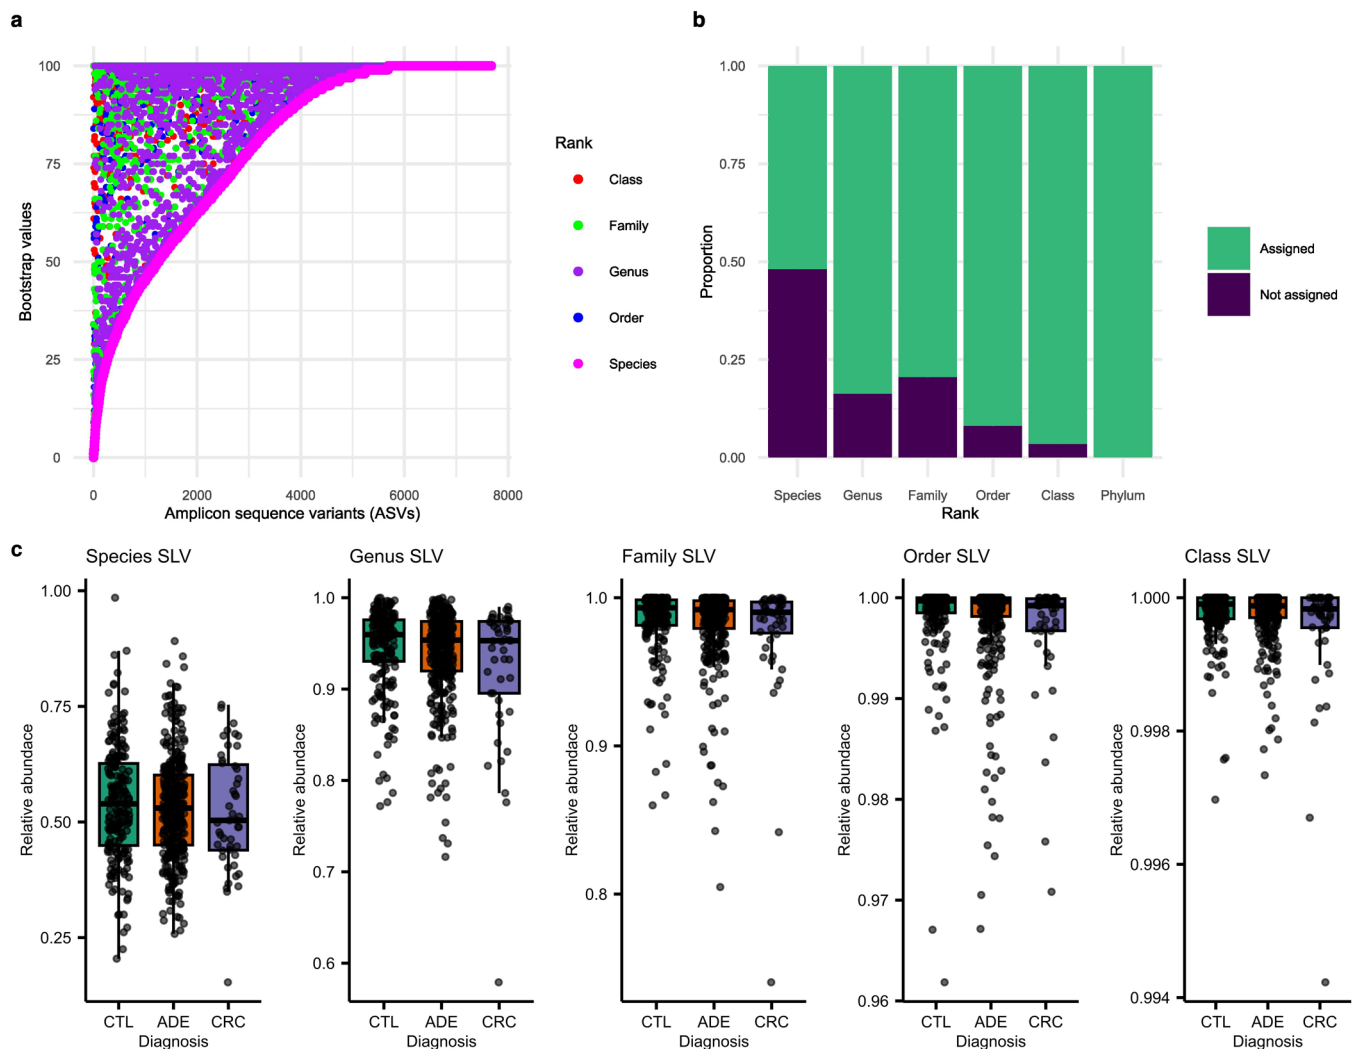 a
100
75
50
25
0
Bootstrap values
0 2000 4000 6000 8000
Amplicon sequence variants (ASVs)
Rank
Class
Family
Genus
Order
Species
b
1.00
0.75
0.50
0.25
0.00
Proportion
Species Genus Family Order Class Phylum
Rank
Assigned
Not assigned
c
Species SLV
1.00
0.75
0.50
0.25
Relative abundace
CTL ADE CRC
Diagnosis
Genus SLV
1.0
0.9
0.8
0.7
0.6
Relative abundace
CTL ADE CRC
Diagnosis
Family SLV
1.0
0.9
0.8
Relative abundace
CTL ADE CRC
Diagnosis
Order SLV
1.00
0.99
0.98
0.97
0.96
Relative abundace
CTL ADE CRC
Diagnosis
Class SLV
1.000
0.998
0.996
0.994
Relative abundace
CTL ADE CRC
Diagnosis